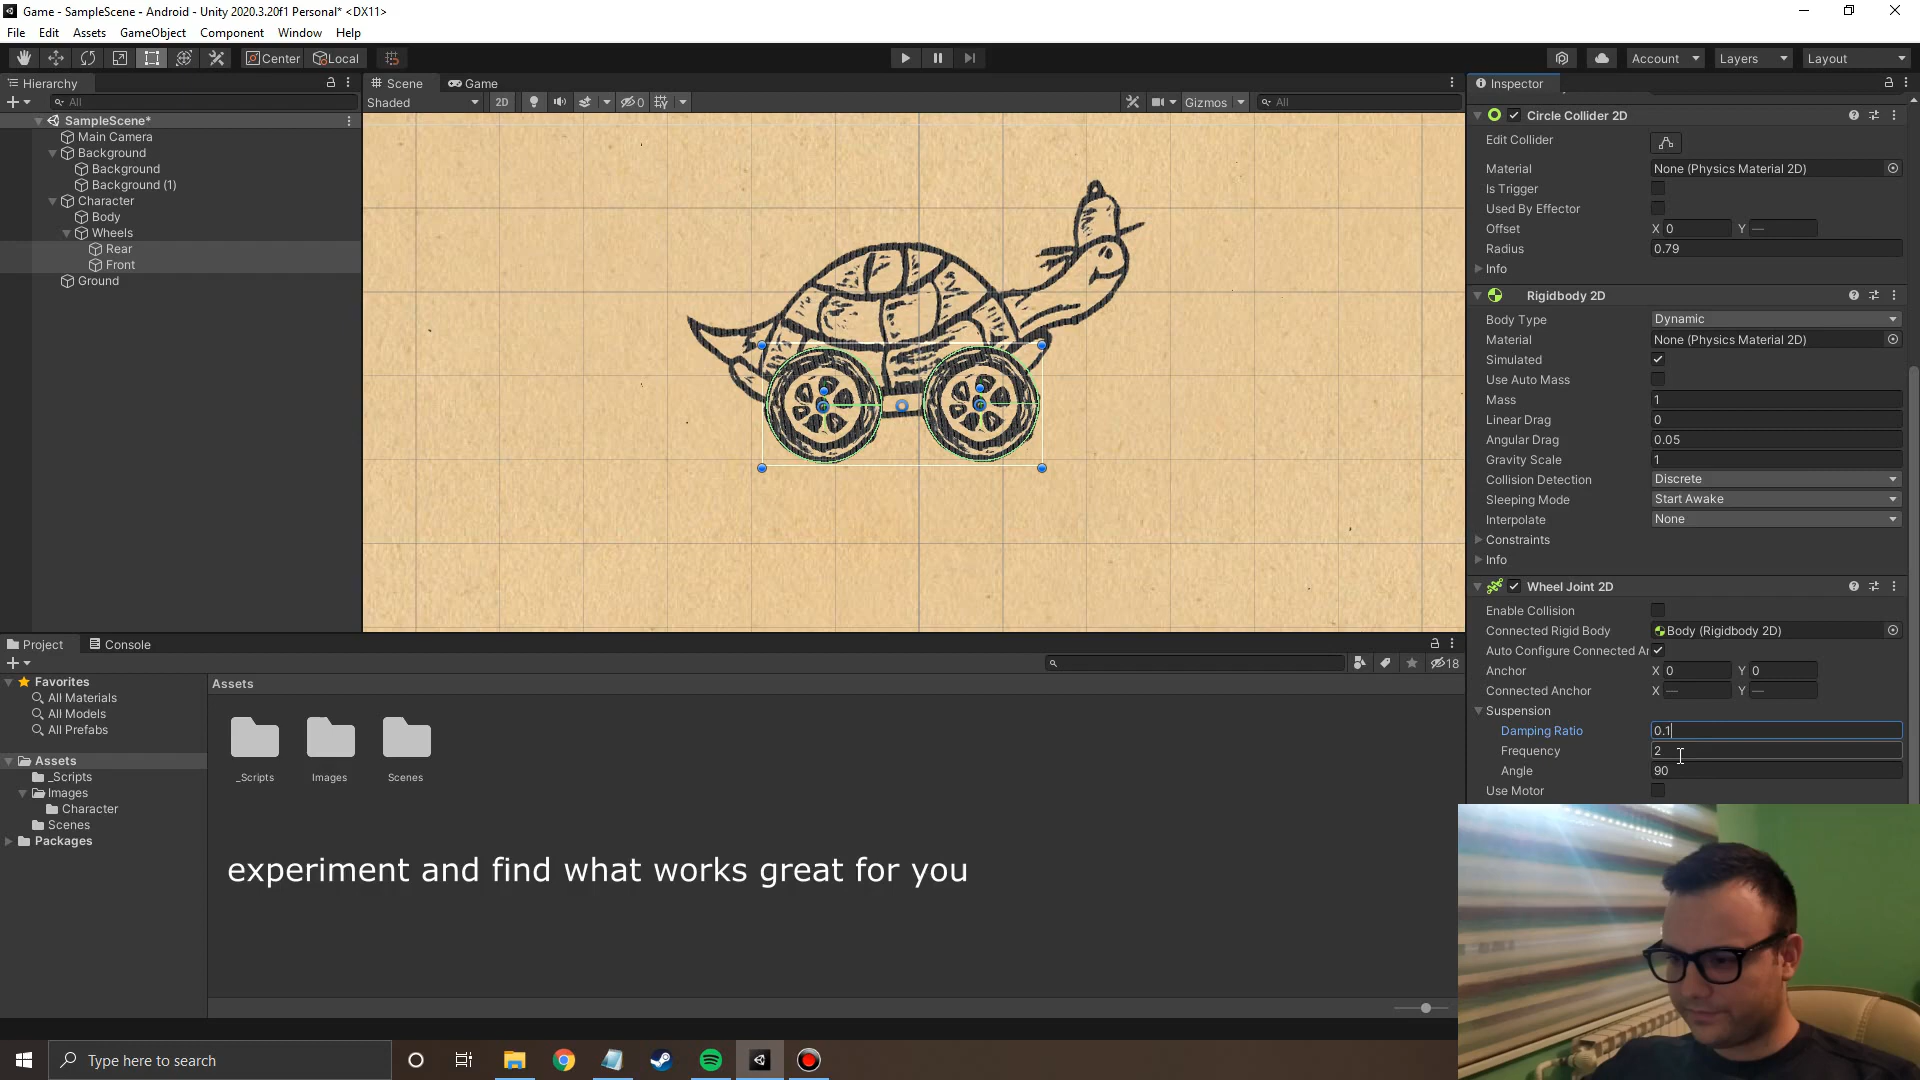 Game - SampleScene - Android - Unity 2020.3.20f1 Personal* <DX11>
File Edit Assets GameObject Component Window Help
Center Local Account Layers Layout
Hierarchy
All
SampleScene*
Main Camera
Background
Background
Background (1)
Character
Body
Wheels
Rear
Front
Ground
Scene Game
Shaded 2D 0 Gizmos All
Inspector
Circle Collider 2D
Edit Collider
Material None (Physics Material 2D)
Is Trigger
Used By Effector
Offset X 0 Y —
Radius 0.79
Info
Rigidbody 2D
Body Type Dynamic
Material None (Physics Material 2D)
Simulated
Use Auto Mass
Mass 1
Linear Drag 0
Angular Drag 0.05
Gravity Scale 1
Collision Detection Discrete
Sleeping Mode Start Awake
Interpolate None
Constraints
Info
Wheel Joint 2D
Enable Collision
Connected Rigid Body Body (Rigidbody 2D)
Auto Configure Connected Ar
Anchor X 0 Y 0
Connected Anchor X — Y —
Suspension
Damping Ratio 0.1
Frequency 2
Angle 90
Use Motor
Project Console
18
Favorites
All Materials
All Models
All Prefabs
Assets
_Scripts
Images
Character
Scenes
Packages
Assets
_Scripts Images Scenes
experiment and find what works great for you
Type here to search